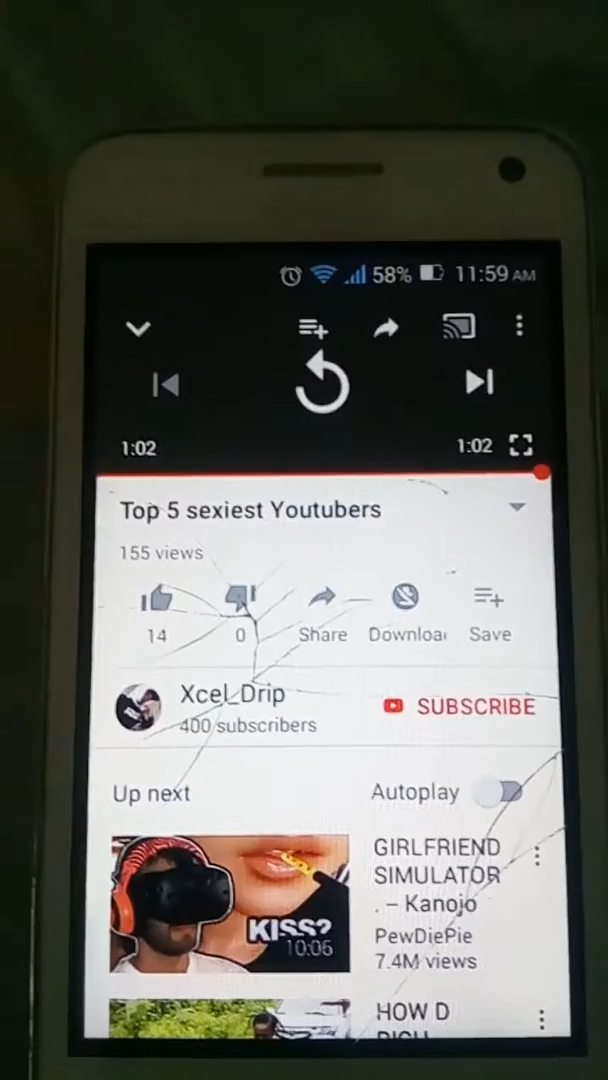 58% 11:59 AM
1:02 1:02
Top 5 sexiest Youtubers
155 views
14 0 Share Downloa Save
Xcel_Drip
400 subscribers
SUBSCRIBE
Up next Autoplay
KISS?
10:06
GIRLFRIEND
SIMULATOR
. – Kanojo
PewDiePie
7.4M views
HOW D